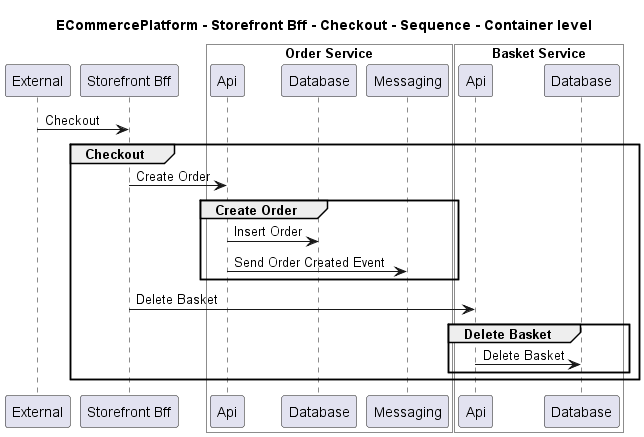 ECommercePlatform - Storefront Bff - Checkout - Sequence - Container level
Order Service
Basket Service
External
Storefront Bff
Api
Database
Messaging
Api
Database
Checkout
Checkout
Create Order
Create Order
Insert Order
Send Order Created Event
Delete Basket
Delete Basket
Delete Basket
External
Storefront Bff
Api
Database
Messaging
Api
Database